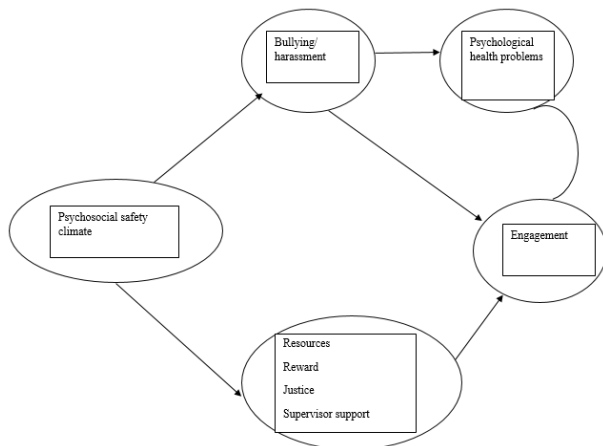 Bullying/
harassment
Psychological
health problems
Psychosocial safety
climate
Engagement
Resources
Reward
Justice
Supervisor support